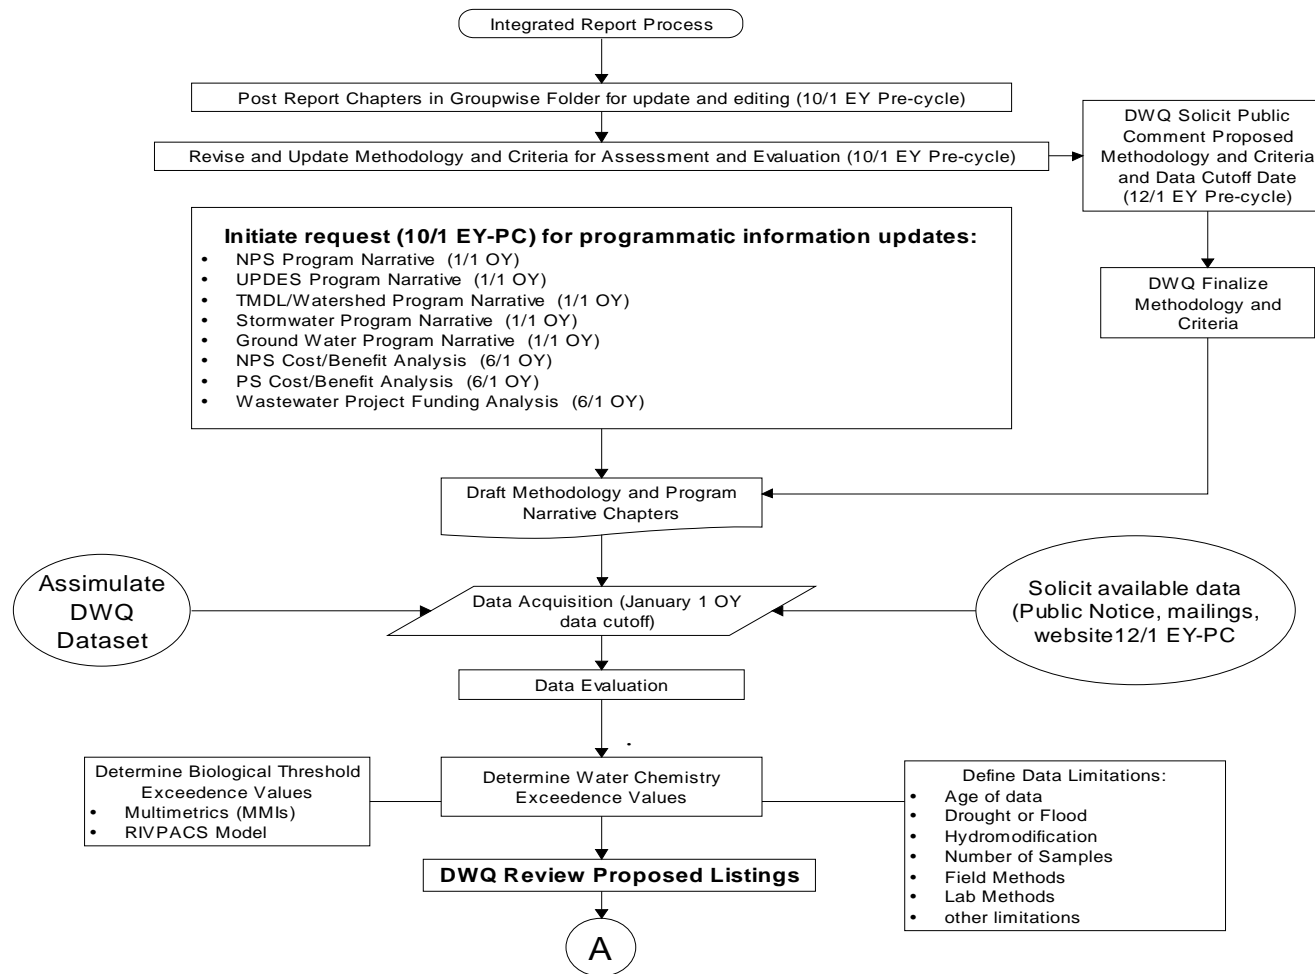 Integrated Report Process
Post Report Chapters in Groupwise Folder for update and editing (10/1 EY Pre-cycle)
Revise and Update Methodology and Criteria for Assessment and Evaluation (10/1 EY Pre-cycle)
DWQ Solicit Public
Comment Proposed
Methodology and Criteria
and Data Cutoff Date
(12/1 EY Pre-cycle)
Initiate request (10/1 EY-PC) for programmatic information updates:
• NPS Program Narrative (1/1 OY)
• UPDES Program Narrative (1/1 OY)
• TMDL/Watershed Program Narrative (1/1 OY)
• Stormwater Program Narrative (1/1 OY)
• Ground Water Program Narrative (1/1 OY)
• NPS Cost/Benefit Analysis (6/1 OY)
• PS Cost/Benefit Analysis (6/1 OY)
• Wastewater Project Funding Analysis (6/1 OY)
DWQ Finalize
Methodology and
Criteria
Draft Methodology and Program
Narrative Chapters
Assimulate
DWQ
Dataset
Data Acquisition (January 1 OY
data cutoff)
Solicit available data
(Public Notice, mailings,
website12/1 EY-PC
Data Evaluation
Determine Biological Threshold
Exceedence Values
• Multimetrics (MMIs)
• RIVPACS Model
Determine Water Chemistry
Exceedence Values
Define Data Limitations:
• Age of data
• Drought or Flood
• Hydromodification
• Number of Samples
• Field Methods
• Lab Methods
• other limitations
DWQ Review Proposed Listings
A